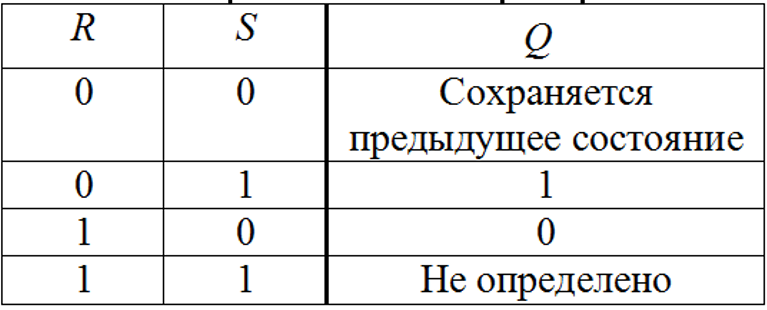 R S Q
0 0 Сохраняется
предыдущее состояние
0 1 1
1 0 0
1 1 Не определено